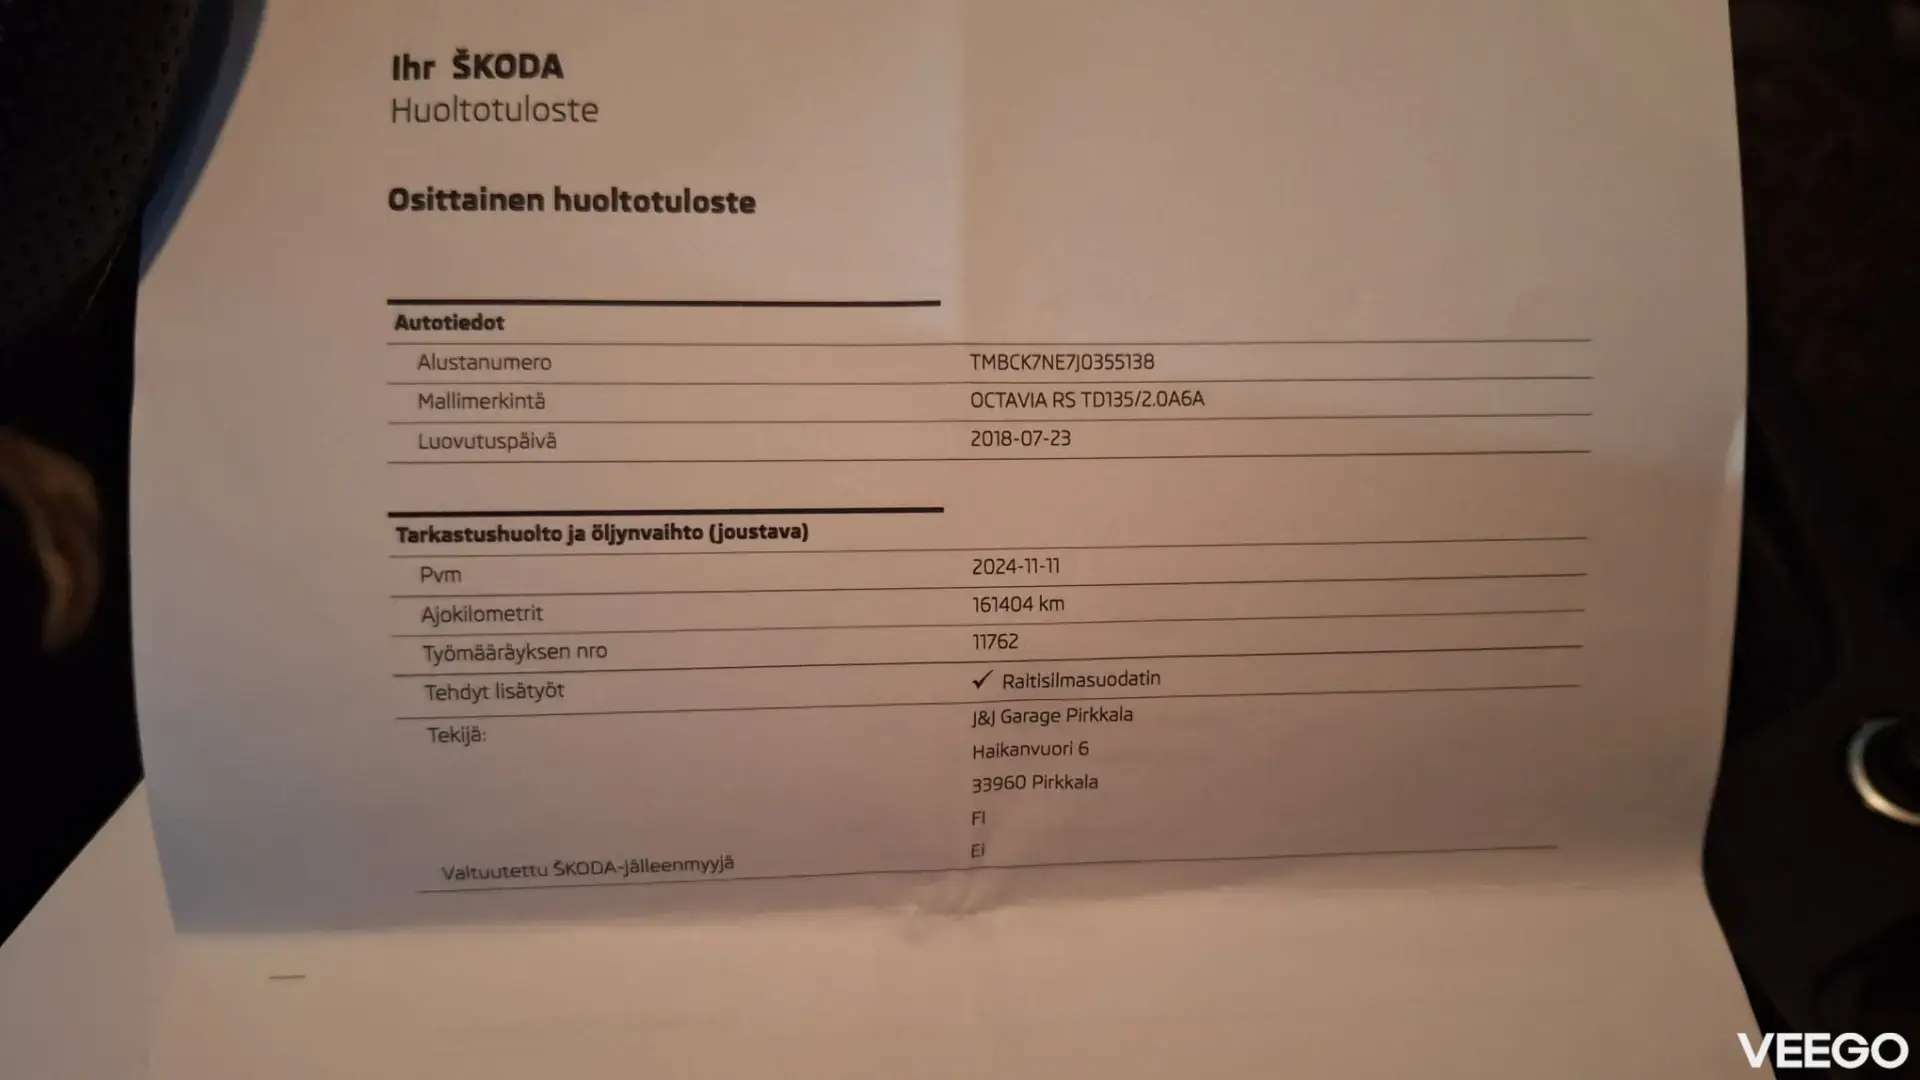 Ihr ŠKODA
Huoltotuloste
Osittainen huoltotuloste
Autotiedot
Alustanumero TMBCK7NE7J0355138
Mallimerkintä OCTAVIA RS TD135/2.0A6A
Luovutuspäivä 2018-07-23
Tarkastushuolto ja öljynvaihto (joustava)
Pvm 2024-11-11
Ajokilometrit 161404 km
Työmääräyksen nro 11762
Tehdyt lisätyöt ✓ Raitisilmasuodatin
Tekijä: J&J Garage Pirkkala
Haikanvuori 6
33960 Pirkkala
FI
Valtuutettu ŠKODA-jälleenmyyjä Ei
VEEGO